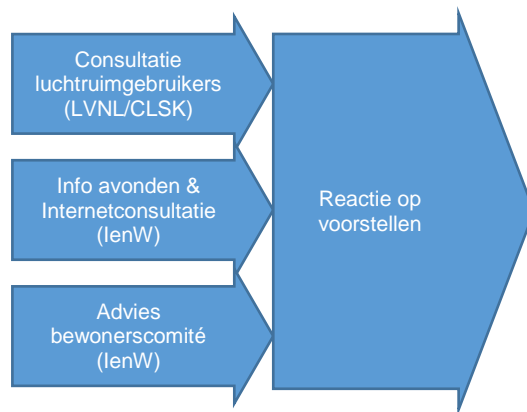 Consultatie
luchtruimgebruikers
(LVNL/CLSK)
Info avonden &
Internetconsultatie
(IenW)
Advies
bewonerscomité
(IenW)
Reactie op
voorstellen